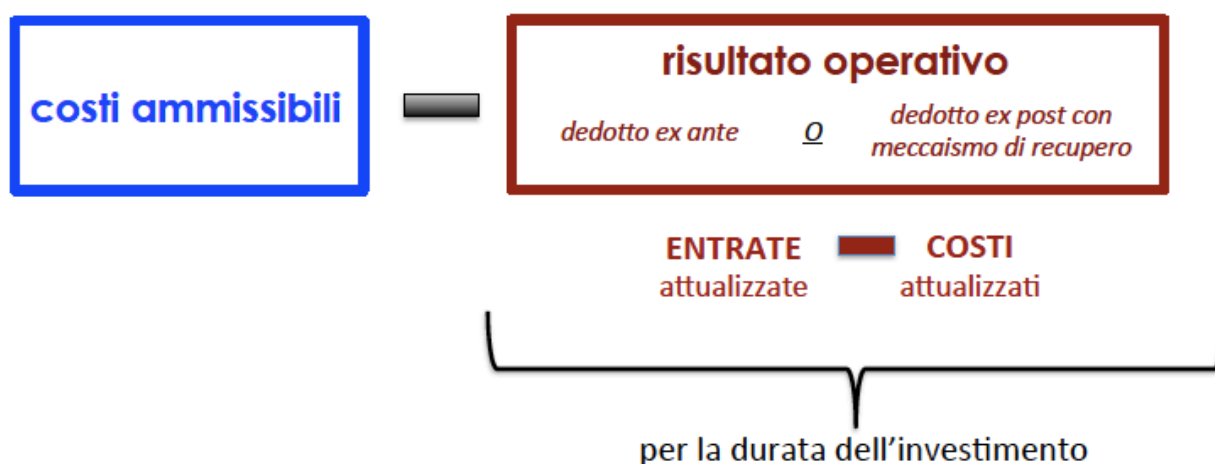 costi ammissibili
risultato operativo
dedotto ex ante
O
dedotto ex post con
meccaismo di recupero
ENTRATE
attualizzate
COSTI
attualizzati
per la durata dell’investimento